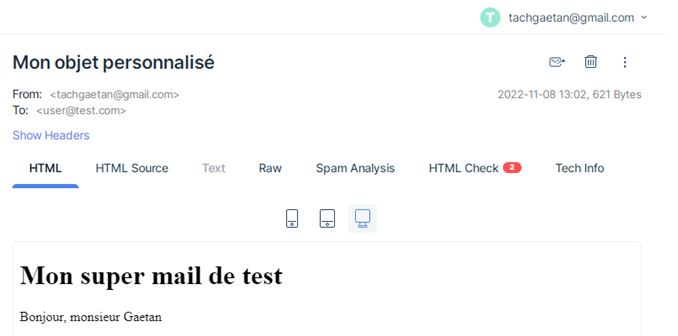 T tachgaetan@gmail.com
Mon objet personnalisé
From: <tachgaetan@gmail.com> 2022-11-08 13:02, 621 Bytes
To: <user@test.com>
Show Headers
HTML HTML Source Text Raw Spam Analysis HTML Check 2 Tech Info
Mon super mail de test
Bonjour, monsieur Gaetan